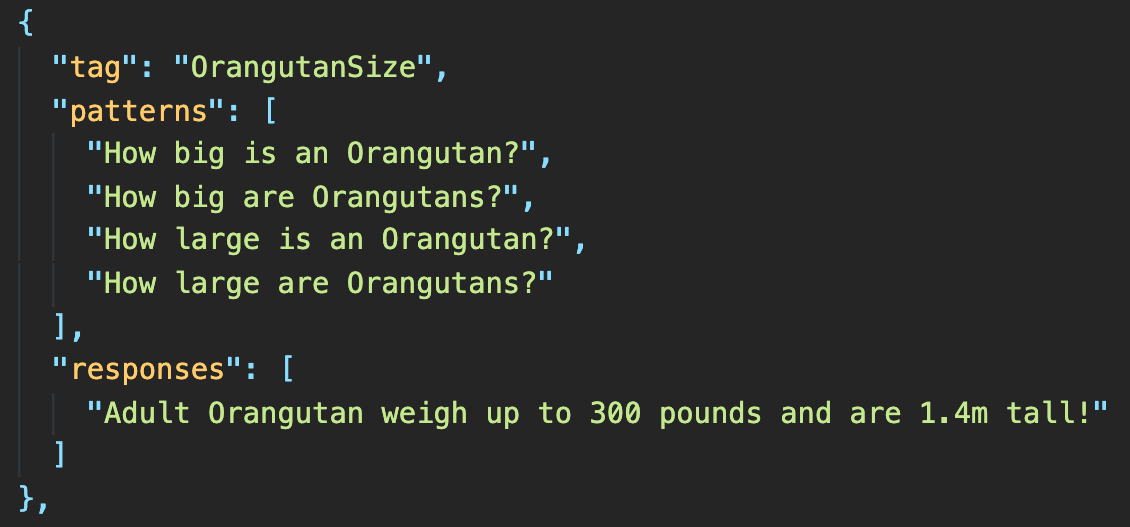 {
"tag": "OrangutanSize",
"patterns": [
"How big is an Orangutan?",
"How big are Orangutans?",
"How large is an Orangutan?",
"How large are Orangutans?"
],
"responses": [
"Adult Orangutan weigh up to 300 pounds and are 1.4m tall!"
]
},